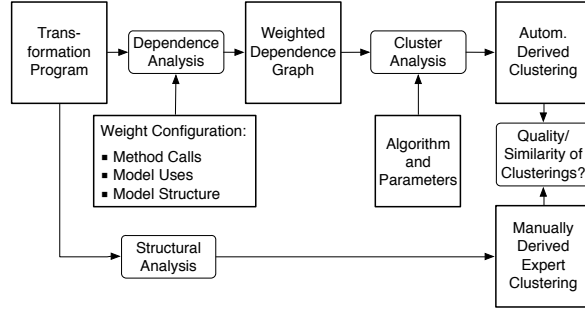 Trans-
formation
Program
Dependence
Analysis
Weighted
Dependence
Graph
Cluster
Analysis
Autom.
Derived
Clustering
Weight Configuration:
▪ Method Calls
▪ Model Uses
▪ Model Structure
Algorithm
and
Parameters
Quality/
Similarity of
Clusterings?
Structural
Analysis
Manually
Derived
Expert
Clustering